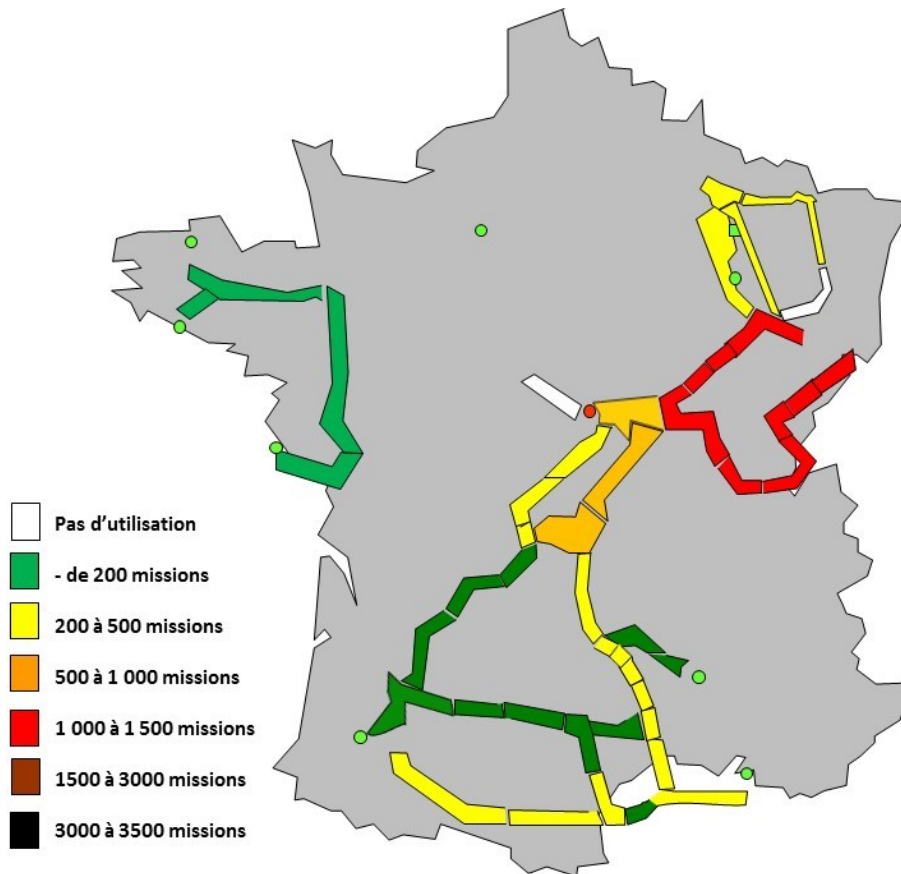 Pas d'utilisation
- de 200 missions
200 à 500 missions
500 à 1 000 missions
1 000 à 1 500 missions
1500 à 3000 missions
3000 à 3500 missions